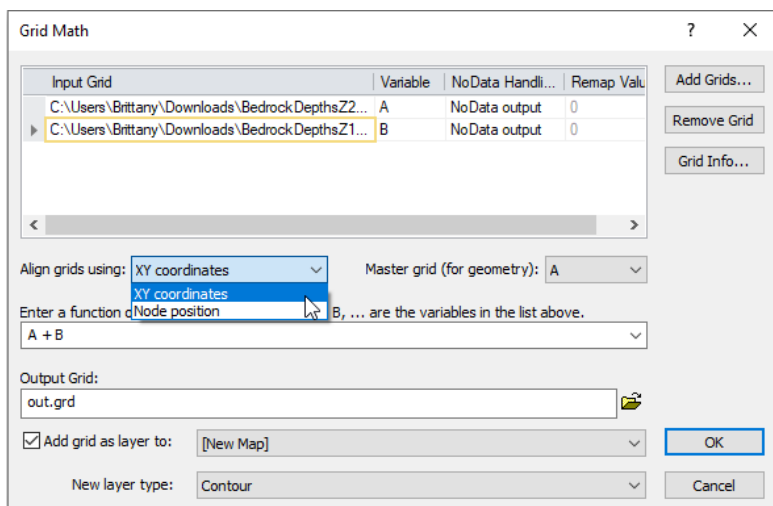 Grid Math ?
Input Grid Variable NoData Handli... Remap Valu
C:\Users\Brittany\Downloads\BedrockDepthsZ2... A NoData output 0
C:\Users\Brittany\Downloads\BedrockDepthsZ1... B NoData output 0
Add Grids...
Remove Grid
Grid Info...
Align grids using: XY coordinates Master grid (for geometry): A
XY coordinates
Node position
Enter a function o B, ... are the variables in the list above.
A + B
Output Grid:
out.grd
Add grid as layer to: [New Map] OK
New layer type: Contour Cancel